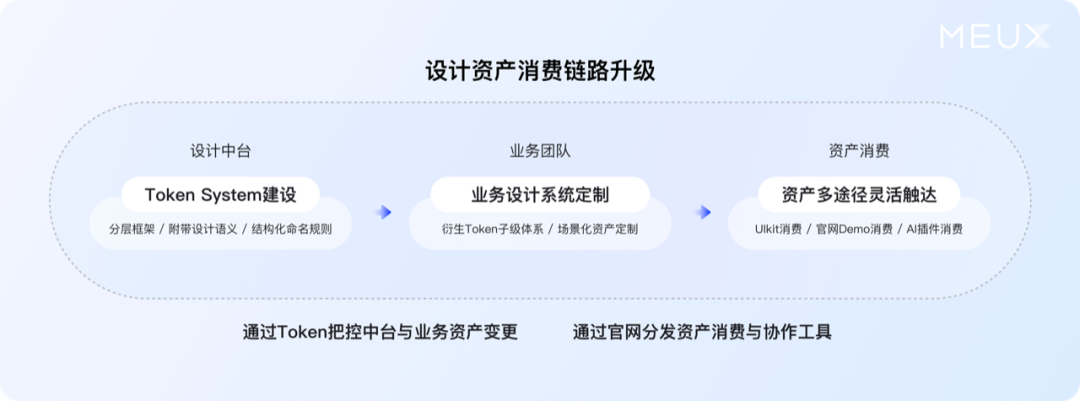 MEUX
设计资产消费链路升级
设计中台
业务团队
资产消费
Token System建设
业务设计系统定制
资产多途径灵活触达
分层框架 / 附带设计语义 / 结构化命名规则
衍生Token子级体系 / 场景化资产定制
UIkit消费 / 官网Demo消费 / AI插件消费
通过Token把控中台与业务资产变更
通过官网分发资产消费与协作工具